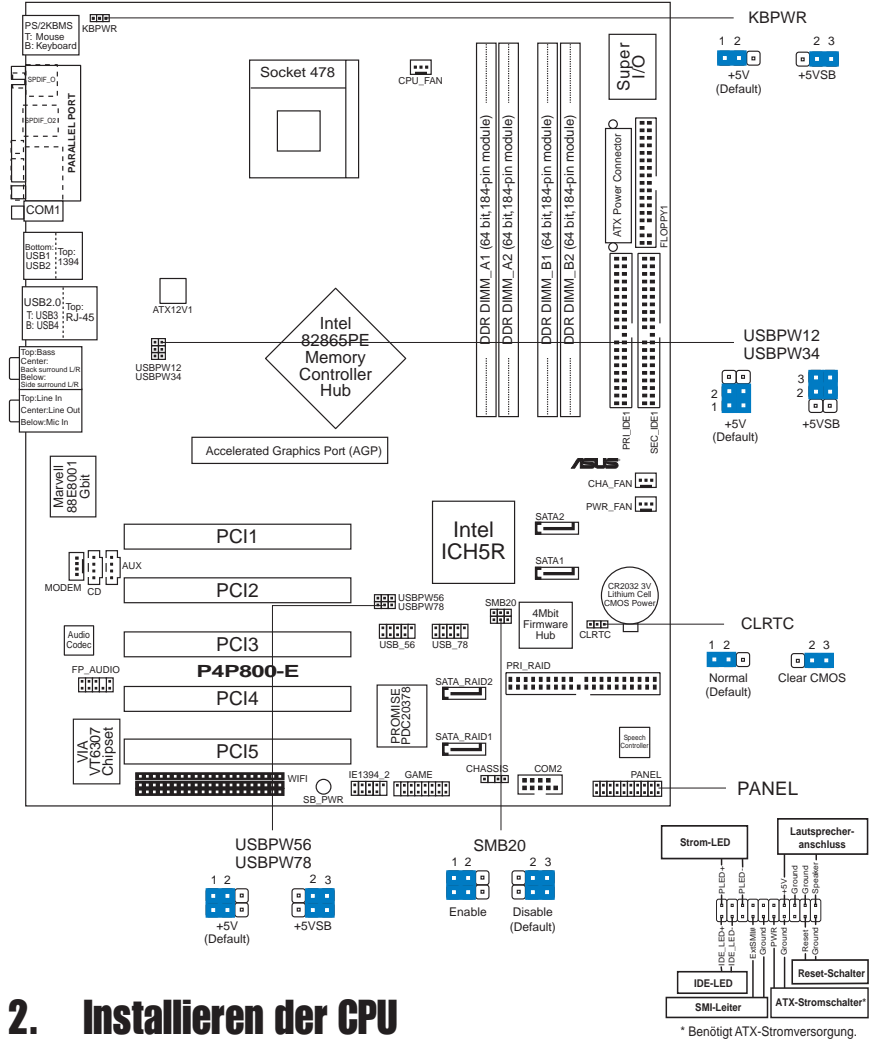 PS/2KBMS
T: Mouse
B: Keyboard
KBPWR
SPDIF_O
SPDIF_O2
PARALLEL PORT
COM1
Bottom:
USB1
USB2
Top:
1394
USB2.0
T: USB3
B: USB4
Top:
RJ-45
Top:Bass
Center:
Back surround L/R
Below:
Side surround L/R
Top:Line In
Center:Line Out
Below:Mic In
Socket 478
CPU_FAN
DDR DIMM_A1 (64 bit,184-pin module)
DDR DIMM_A2 (64 bit,184-pin module)
DDR DIMM_B1 (64 bit,184-pin module)
DDR DIMM_B2 (64 bit,184-pin module)
Super
I/O
ATX Power Connector
FLOPPY1
PRI_IDE1
SEC_IDE1
ATX12V1
USBPW12
USBPW34
Intel
82865PE
Memory
Controller
Hub
Accelerated Graphics Port (AGP)
ASUS
CHA_FAN
PWR_FAN
Marvell
88E8001
Gbit
MODEM
CD
AUX
PCI1
PCI2
PCI3
P4P800-E
PCI4
PCI5
Intel
ICH5R
SATA2
SATA1
CR2032 3V
Lithium Cell
CMOS Power
USBPW56
USBPW78
SMB20
4Mbit
Firmware
Hub
CLRTC
USB_56
USB_78
Audio
Codec
FP_AUDIO
VIA
VT6307
Chipset
PROMISE
PDC20378
SATA_RAID2
SATA_RAID1
PRI_RAID
Speech
Controller
WIFI
SB_PWR
IE1394_2
GAME
CHASSIS
COM2
PANEL
KBPWR
1 2
+5V
(Default)
2 3
+5VSB
USBPW12
USBPW34
2
1
+5V
(Default)
3
2
+5VSB
CLRTC
1 2
Normal
(Default)
2 3
Clear CMOS
PANEL
USBPW56
USBPW78
1 2
+5V
(Default)
2 3
+5VSB
SMB20
1 2
Enable
2 3
Disable
(Default)
Strom-LED
Lautsprecher-
anschluss
PLED+
PLED-
+5V
Ground
Ground
Speaker
IDE_LED+
IDE_LED-
ExtSMI#
Ground
PWR
Ground
Reset
Ground
IDE-LED
SMI-Leiter
Reset-Schalter
ATX-Stromschalter*
* Benötigt ATX-Stromversorgung.
2. Installieren der CPU